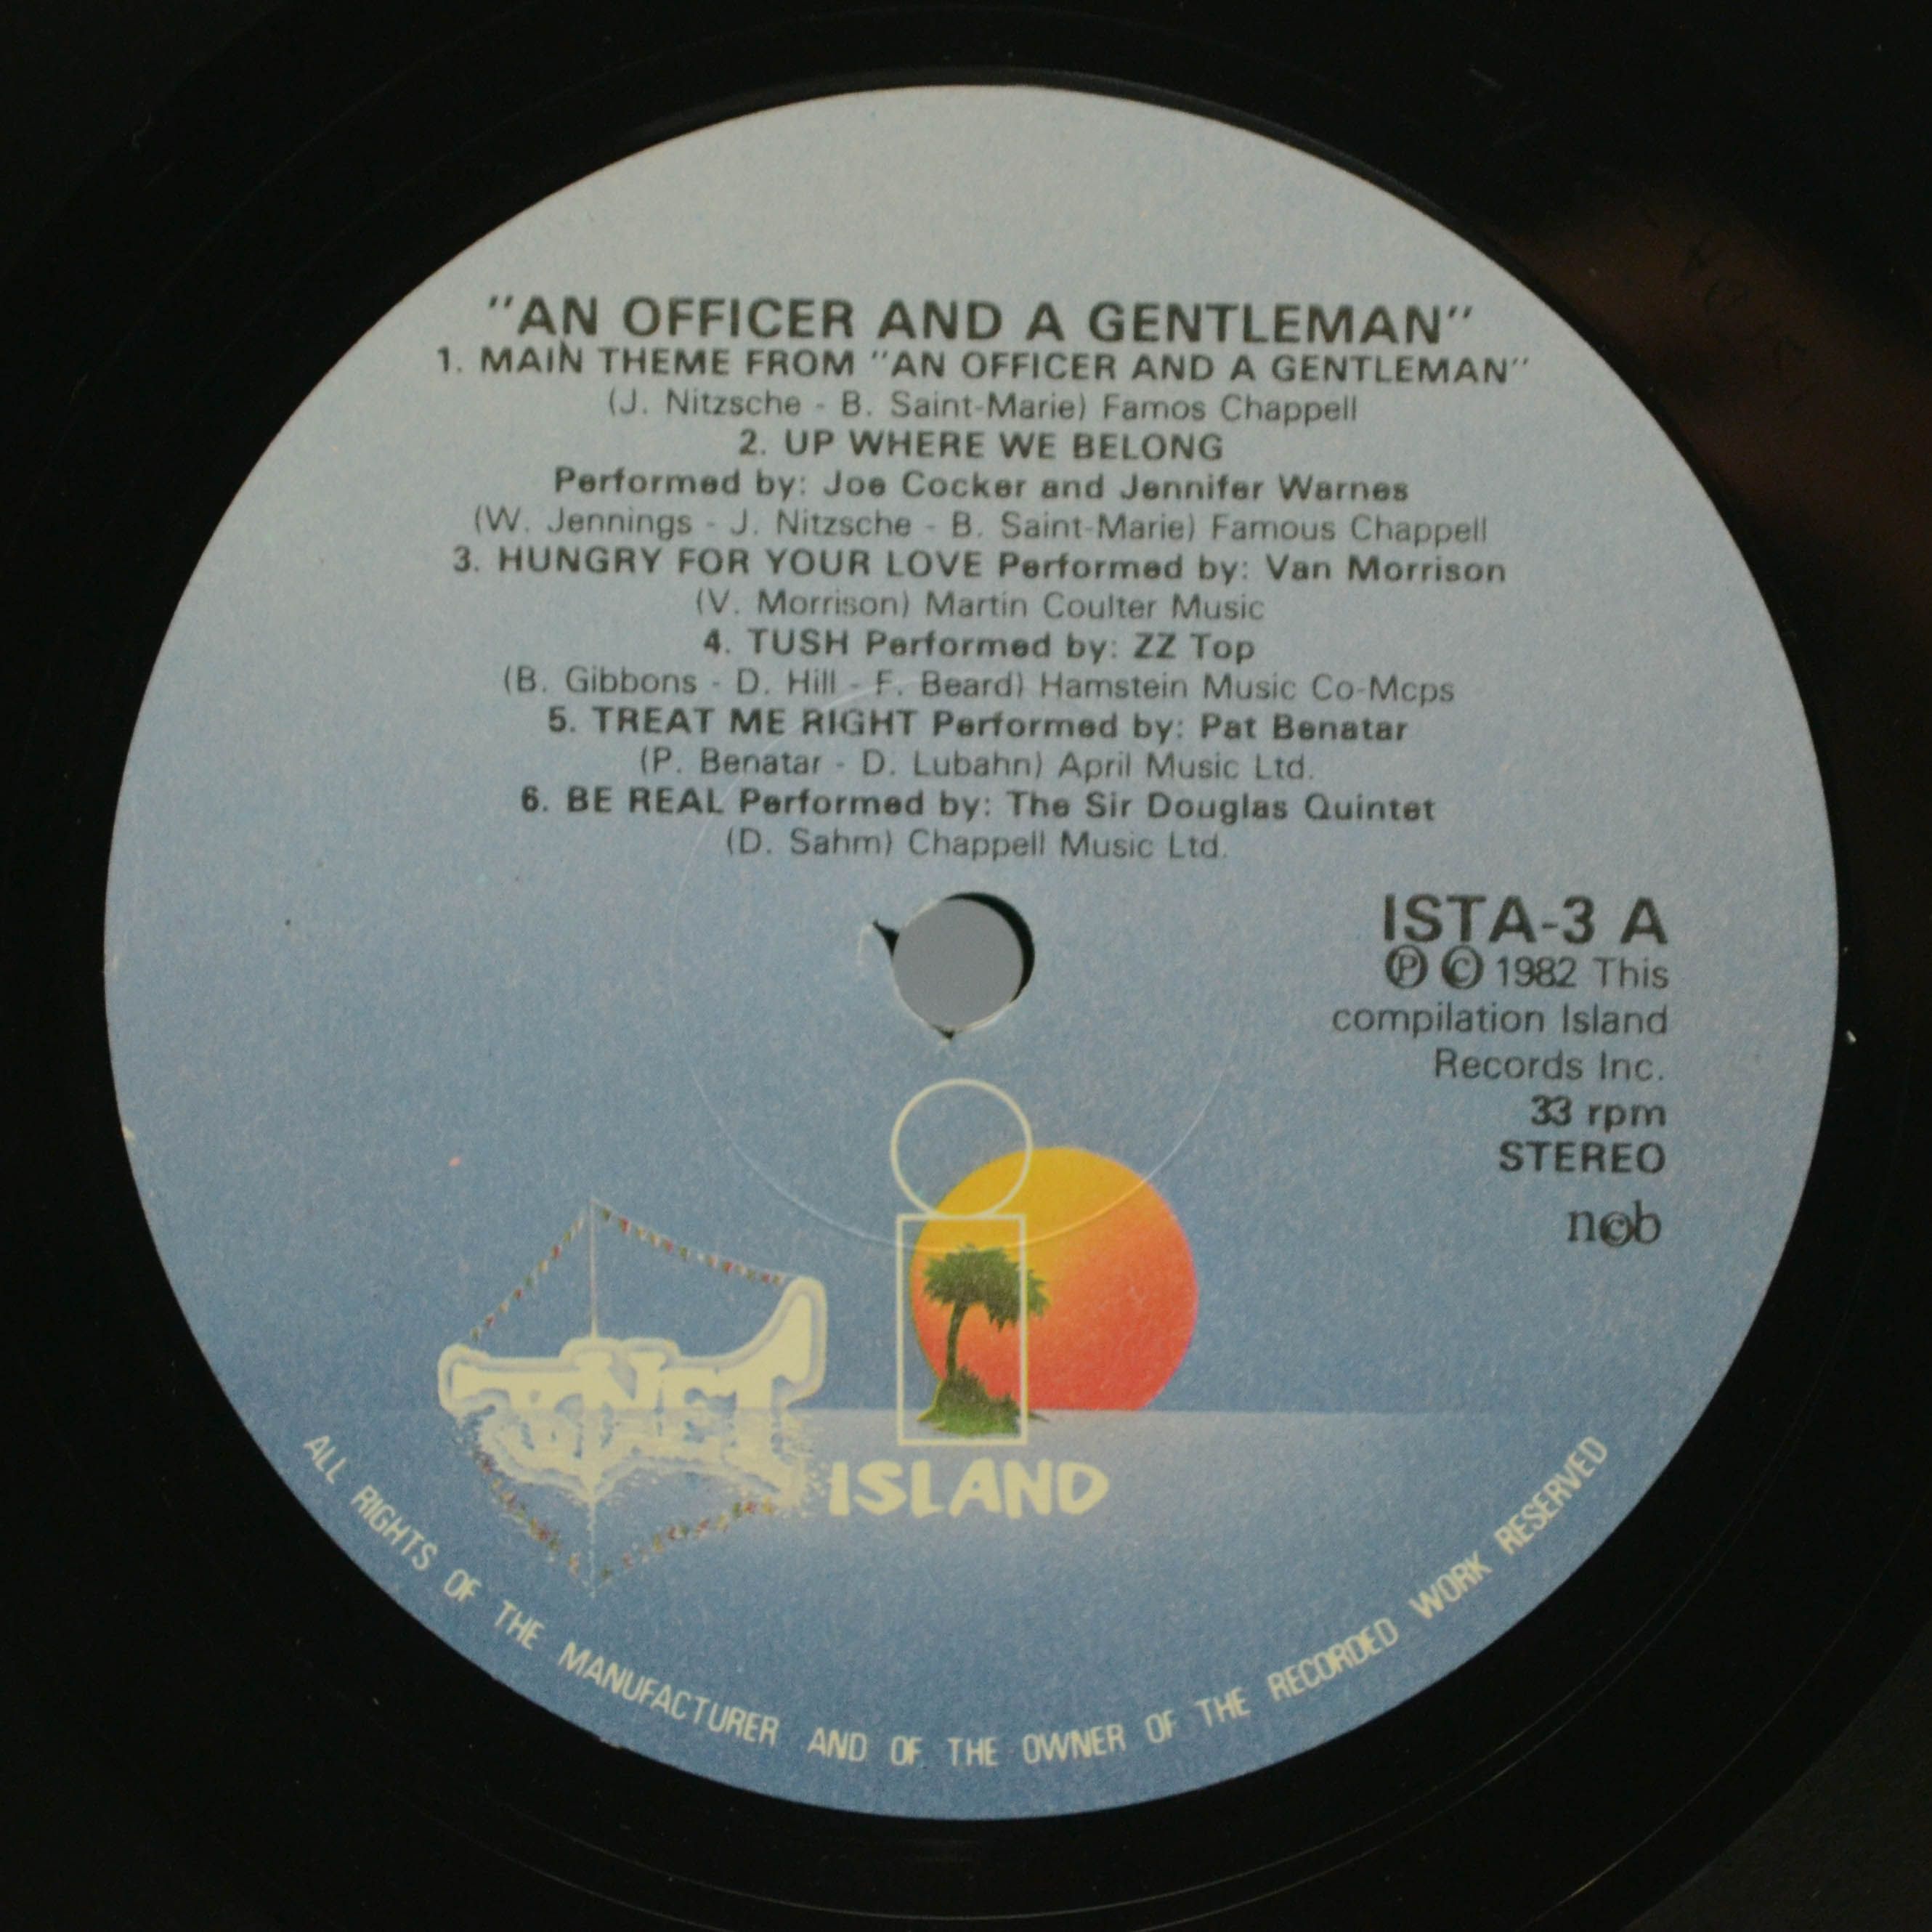 "AN OFFICER AND A GENTLEMAN"
1. MAIN THEME FROM "AN OFFICER AND A GENTLEMAN"
(J. Nitzsche - B. Saint-Marie) Famos Chappell
2. UP WHERE WE BELONG
Performed by: Joe Cocker and Jennifer Warnes
(W. Jennings - J. Nitzsche - B. Saint-Marie) Famous Chappell
3. HUNGRY FOR YOUR LOVE Performed by: Van Morrison
(V. Morrison) Martin Coulter Music
4. TUSH Performed by: ZZ Top
(B. Gibbons - D. Hill - F. Beard) Hamstein Music Co-Mcps
5. TREAT ME RIGHT Performed by: Pat Benatar
(P. Benatar - D. Lubahn) April Music Ltd.
6. BE REAL Performed by: The Sir Douglas Quintet
(D. Sahm) Chappell Music Ltd.
ISTA-3 A
Ⓟ © 1982 This
compilation Island
Records Inc.
33 rpm
STEREO
n©b
ISLAND
ALL RIGHTS OF THE MANUFACTURER AND OF THE OWNER OF THE RECORDED WORK RESERVED